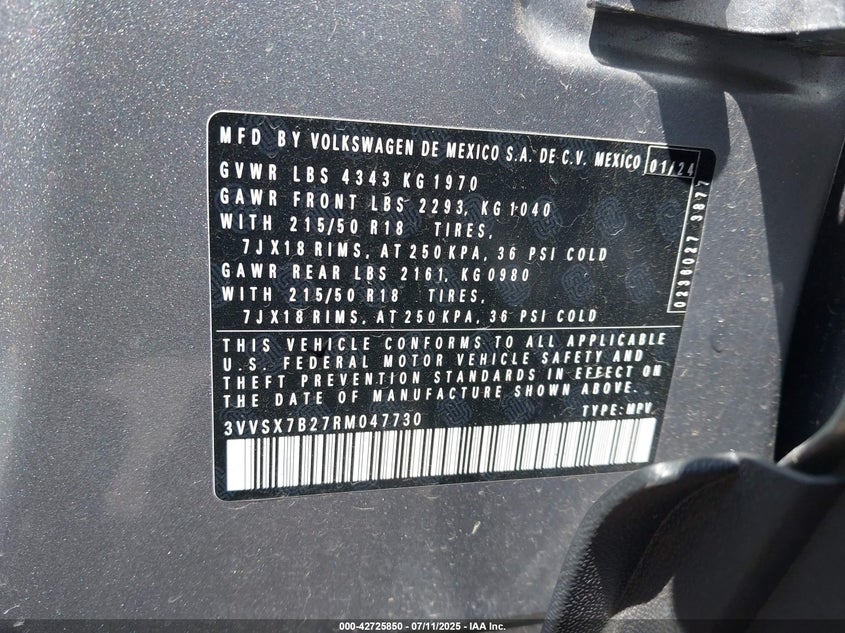 MFD BY VOLKSWAGEN DE MEXICO S.A. DE C.V. MEXICO 01/24
GVWR LBS 4343 KG 1970
GAWR FRONT LBS 2293, KG 1040
WITH 215/50 R18 TIRES,
7JX18 RIMS, AT 250 KPA, 36 PSI COLD
GAWR REAR LBS 2161, KG 0980
WITH 215/50 R18 TIRES,
7JX18 RIMS, AT 250 KPA, 36 PSI COLD
0236027 3877
THIS VEHICLE CONFORMS TO ALL APPLICABLE
U.S. FEDERAL MOTOR VEHICLE SAFETY AND
THEFT PREVENTION STANDARDS IN EFFECT ON
THE DATE OF MANUFACTURE SHOWN ABOVE.
3VVSX7B27RM047730 TYPE: MPV
000-42725850 - 07/11/2025 - IAA Inc.